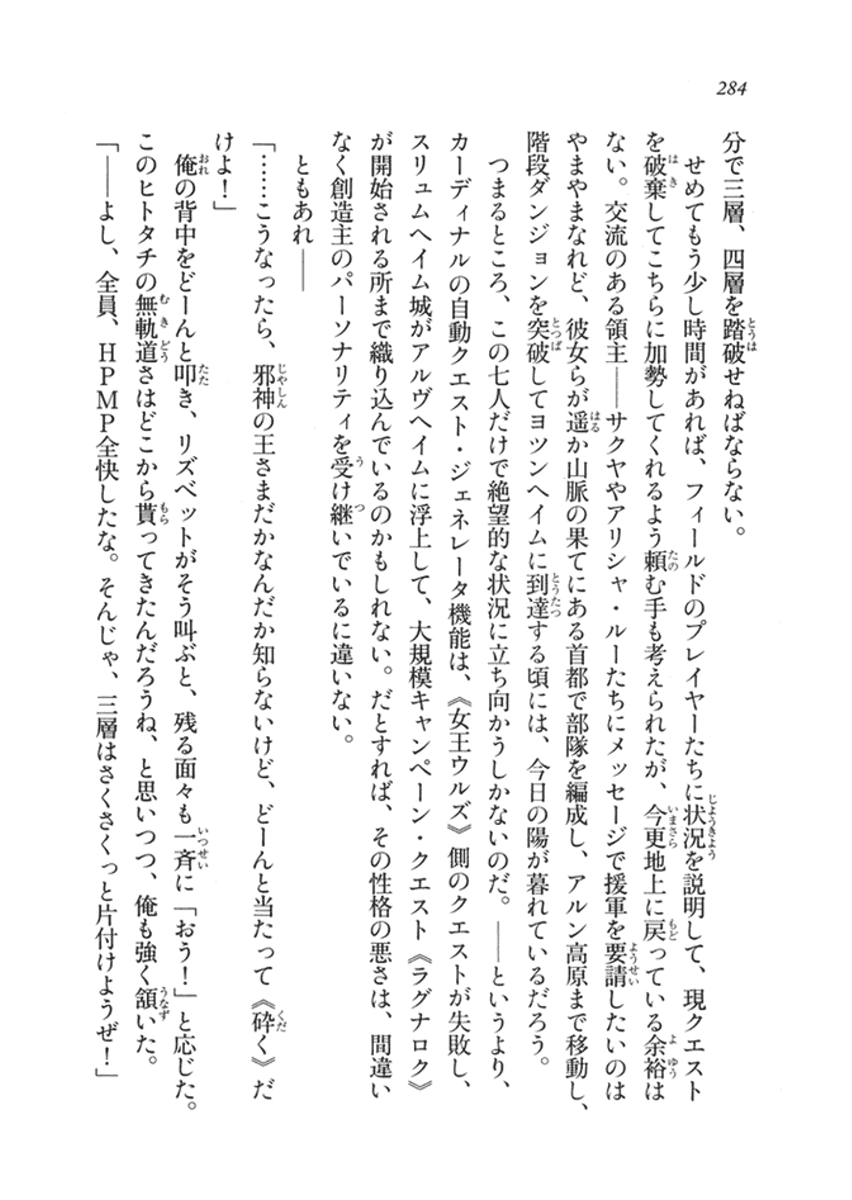 284
分で三層、四層を踏破せねばならない。
　せめてもう少し時間があれば、フィールドのプレイヤーたちに状況を説明して、現クエスト
を破棄してこちらに加勢してくれるよう頼む手も考えられたが、今更地上に戻っている余裕は
ない。交流のある領主――サクヤやアリシャ・ルーたちにメッセージで援軍を要請したいのは
やまやまなれど、彼女らが遥か山脈の果てにある首都で部隊を編成し、アルン高原まで移動し、
階段ダンジョンを突破してヨツンヘイムに到達する頃には、今日の陽が暮れているだろう。
　つまるところ、この七人だけで絶望的な状況に立ち向かうしかないのだ。――というより、
カーディナルの自動クエスト・ジェネレータ機能は、《女王ウルズ》側のクエストが失敗し、
スリュムヘイム城がアルヴヘイムに浮上して、大規模キャンペーン・クエスト《ラグナロク》
が開始される所まで織り込んでいるのかもしれない。だとすれば、その性格の悪さは、間違い
なく創造主のパーソナリティを受け継いでいるに違いない。
　ともあれ――
「……こうなったら、邪神の王さまだかなんだか知らないけど、どーんと当たって《砕く》だ
けよ！」
　俺の背中をどーんと叩き、リズベットがそう叫ぶと、残る面々も一斉に「おう！」と応じた。
このヒトタチの無軌道さはどこから貰ってきたんだろうね、と思いつつ、俺も強く頷いた。
「――よし、全員、ＨＰＭＰ全快したな。そんじゃ、三層はさくさくっと片付けようぜ！」